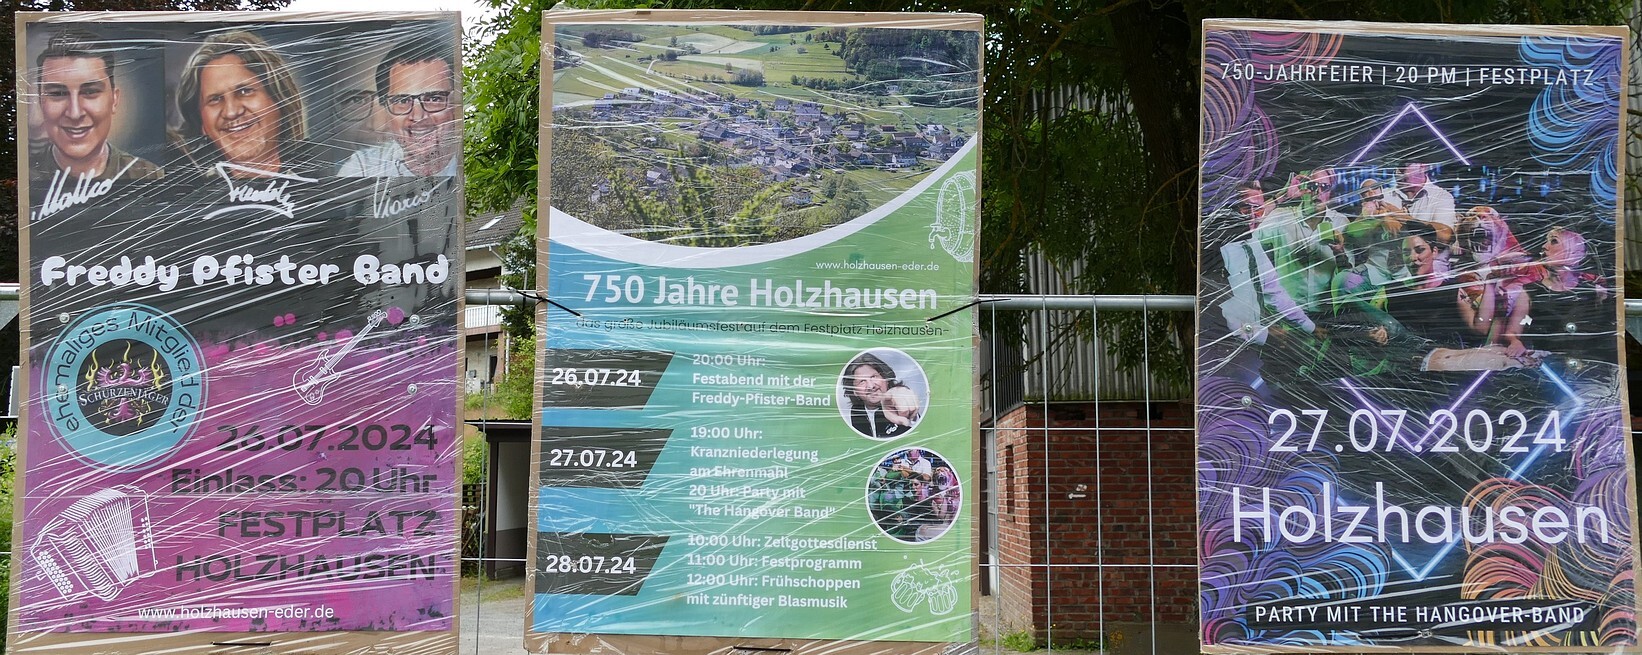 Matteo
Freddy
Marco
Freddy Pfister Band
ehemaliges Mitglied der
SCHÜRZENJÄGER
26.07.2024
Einlass: 20 Uhr
FESTPLATZ
HOLZHAUSEN
www.holzhausen-eder.de
www.holzhausen-eder.de
750 Jahre Holzhausen
das große Jubiläumsfest auf dem Festplatz Holzhausen-
26.07.24
20:00 Uhr:
Festabend mit der
Freddy-Pfister-Band
27.07.24
19:00 Uhr:
Kranzniederlegung
am Ehrenmahl
20 Uhr: Party mit
"The Hangover Band"
28.07.24
10:00 Uhr: Zeltgottesdienst
11:00 Uhr: Festprogramm
12:00 Uhr: Frühschoppen
mit zünftiger Blasmusik
750-JAHRFEIER | 20 PM | FESTPLATZ
27.07.2024
Holzhausen
PARTY MIT THE HANGOVER-BAND